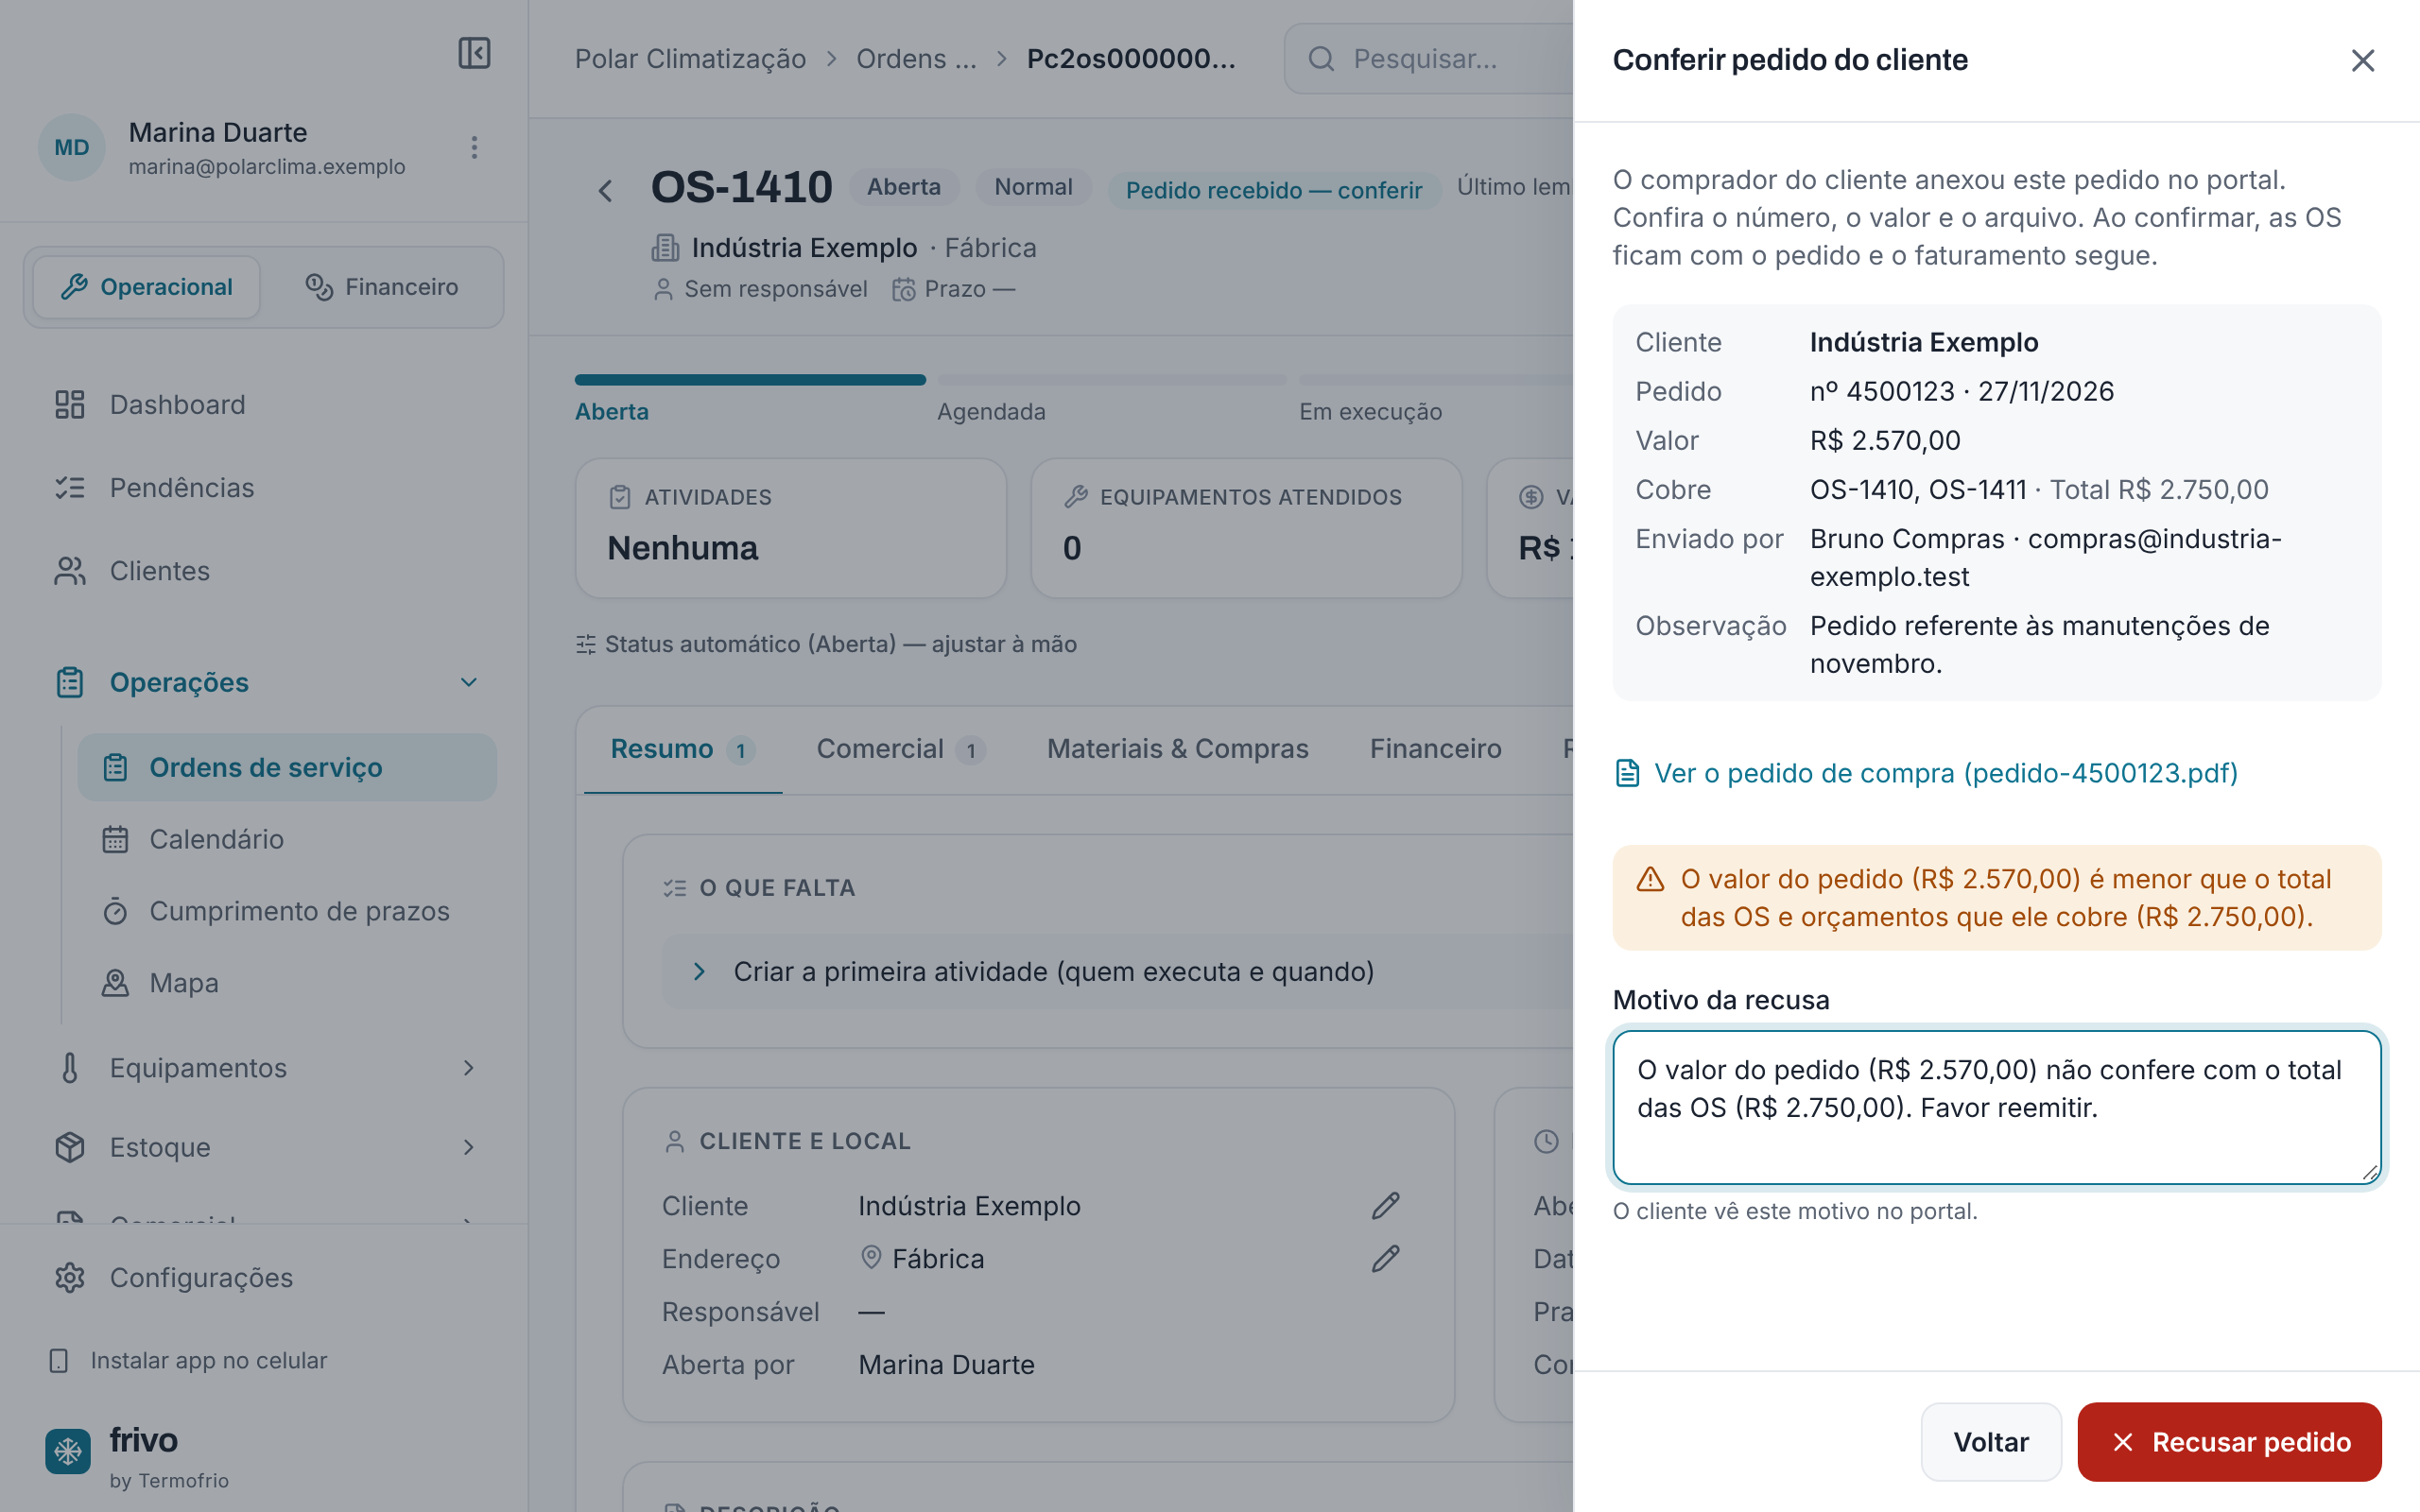 MD
Marina Duarte
marina@polarclima.exemplo
Operacional
Financeiro
Dashboard
Pendências
Clientes
Operações
Ordens de serviço
Calendário
Cumprimento de prazos
Mapa
Equipamentos
Estoque
Comercial
Configurações
Instalar app no celular
frivo
by Termofrio
Polar Climatização > Ordens ... > Pc2os000000...
Pesquisar...
OS-1410 Aberta Normal Pedido recebido — conferir Último lem
Indústria Exemplo · Fábrica
Sem responsável Prazo —
Aberta Agendada Em execução
ATIVIDADES
Nenhuma
EQUIPAMENTOS ATENDIDOS
0
R$
Status automático (Aberta) — ajustar à mão
Resumo 1 Comercial 1 Materiais & Compras Financeiro
O QUE FALTA
Criar a primeira atividade (quem executa e quando)
CLIENTE E LOCAL
Cliente Indústria Exemplo
Endereço Fábrica
Responsável —
Aberta por Marina Duarte
DESCRIÇÃO
Conferir pedido do cliente
O comprador do cliente anexou este pedido no portal.
Confira o número, o valor e o arquivo. Ao confirmar, as OS
ficam com o pedido e o faturamento segue.
Cliente Indústria Exemplo
Pedido nº 4500123 · 27/11/2026
Valor R$ 2.570,00
Cobre OS-1410, OS-1411 · Total R$ 2.750,00
Enviado por Bruno Compras · compras@industria-
exemplo.test
Observação Pedido referente às manutenções de
novembro.
Ver o pedido de compra (pedido-4500123.pdf)
O valor do pedido (R$ 2.570,00) é menor que o total
das OS e orçamentos que ele cobre (R$ 2.750,00).
Motivo da recusa
O valor do pedido (R$ 2.570,00) não confere com o total
das OS (R$ 2.750,00). Favor reemitir.
O cliente vê este motivo no portal.
Voltar
Recusar pedido